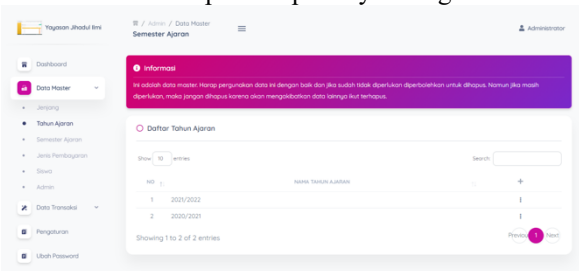 Yayasan Jihadul Ilmi
/ Admin / Data Master
Semester Ajaran
Administrator
Dashboard
Data Master
Jenjang
Tahun Ajaran
Semester Ajaran
Jenis Pembayaran
Siswa
Admin
Data Transaksi
Pengaturan
Ubah Password
Informasi
Ini adalah data master. Harap pergunakan data ini dengan baik dan jika sudah tidak diperlukan diperbolehkan untuk dihapus. Namun jika masih
diperlukan, maka jangan dihapus karena akan mengakibatkan data lainnya ikut terhapus.
Daftar Tahun Ajaran
Show 10 entries
Search:
NO NAMA TAHUN AJARAN +
1 2021/2022
2 2020/2021
Showing 1 to 2 of 2 entries
Previous 1 Next